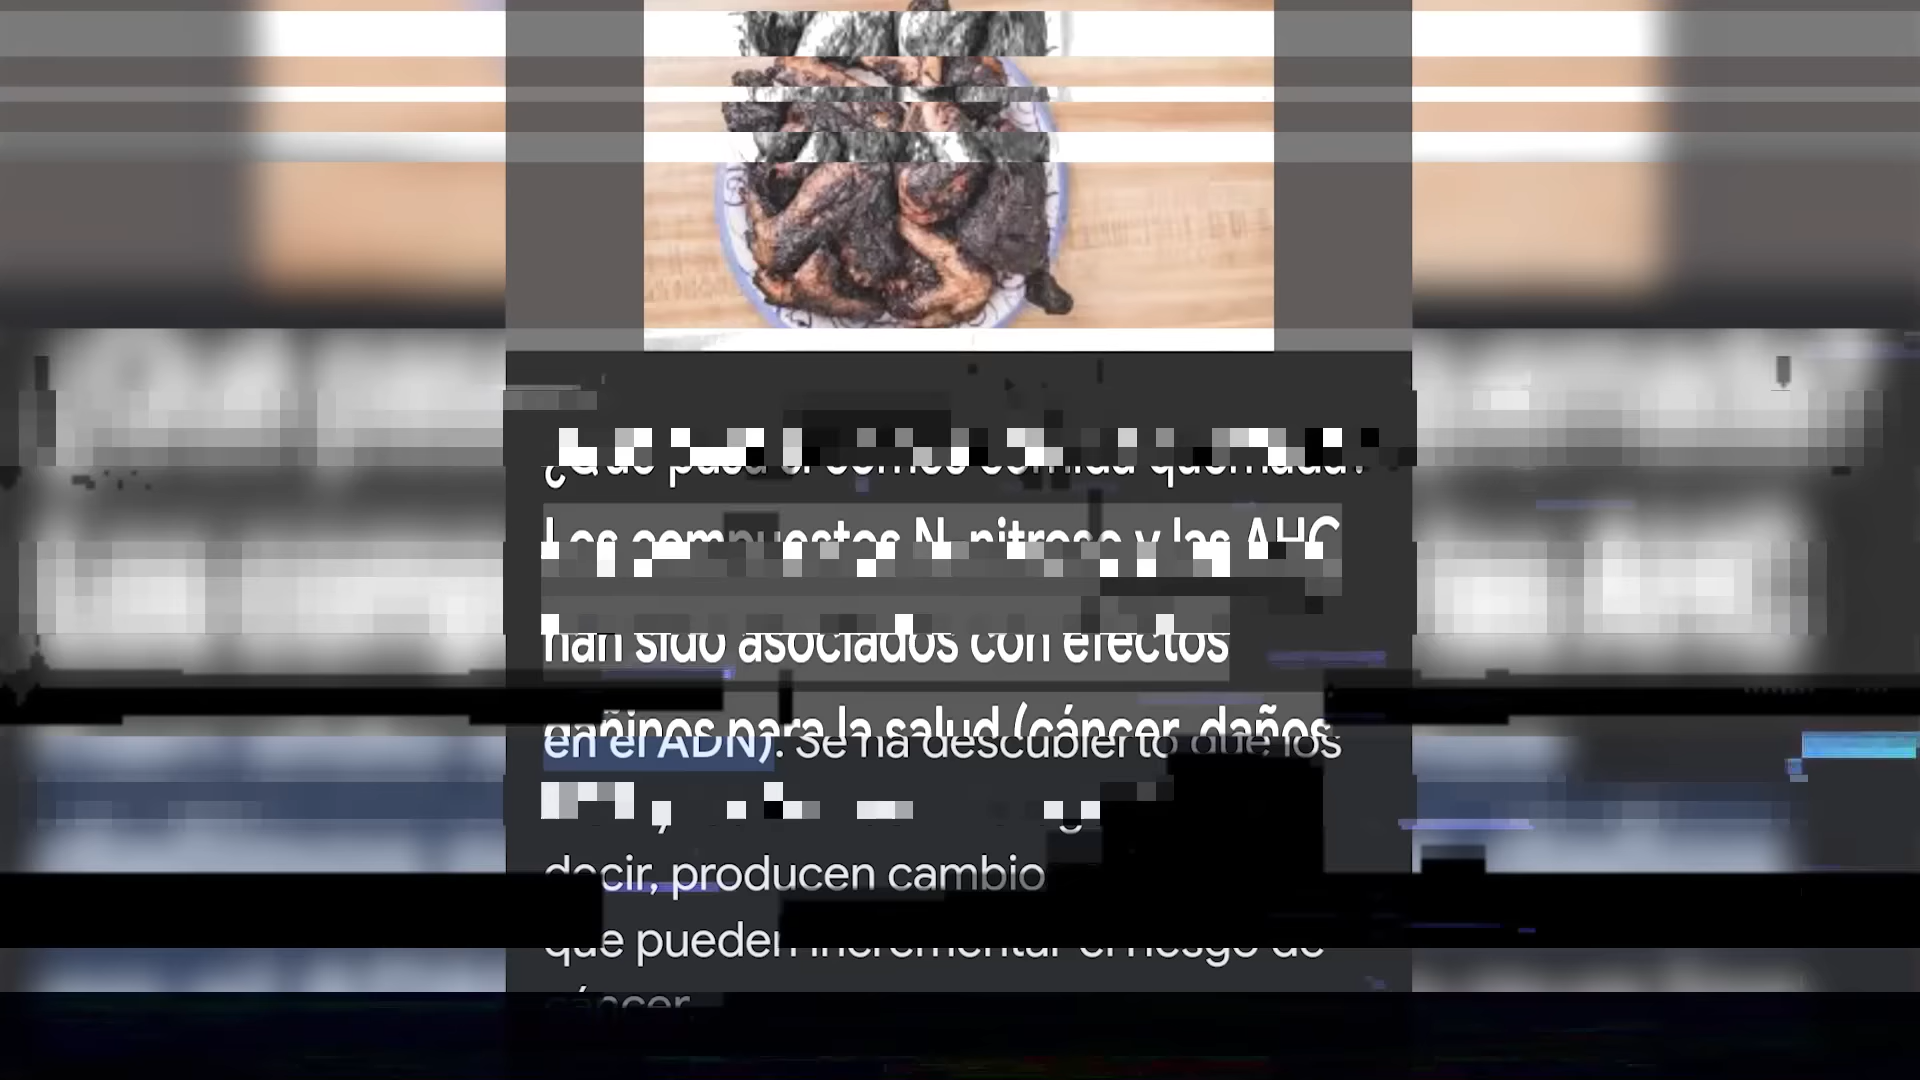 ¿Qué pasa si comes comida quemada?
Los compuestos N-nitroso y las AHC
han sido asociados con efectos
dañinos para la salud (cáncer, daños
en el ADN). Se ha descubierto que los
decir, producen cambio
que pueden incrementar el riesgo de
cáncer.